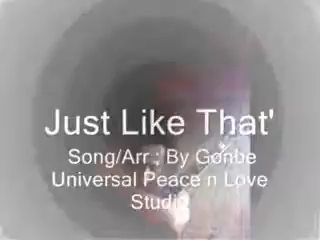 Just Like That'
Song/Arr ; By Gonbe
Universal Peace n Love
Studio